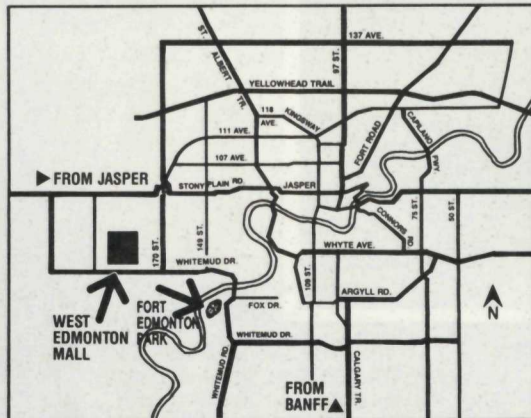 137 AVE.
ST. ALBERT TR.
97 ST.
YELLOWHEAD TRAIL
118 AVE.
KINGSWAY
FORT ROAD
CAPILANO FWY.
111 AVE.
107 AVE.
▶ FROM JASPER
STONY PLAIN RD.
JASPER
CONNORS RD
75 ST.
50 ST.
170 ST.
149 ST.
WHITEMUD DR.
WHYTE AVE.
109 ST.
ARGYLL RD.
WEST EDMONTON MALL
FORT EDMONTON PARK
FOX DR.
N
WHITEMUD DR.
WHITEMUD RD.
CALGARY TR.
FROM BANFF ▲